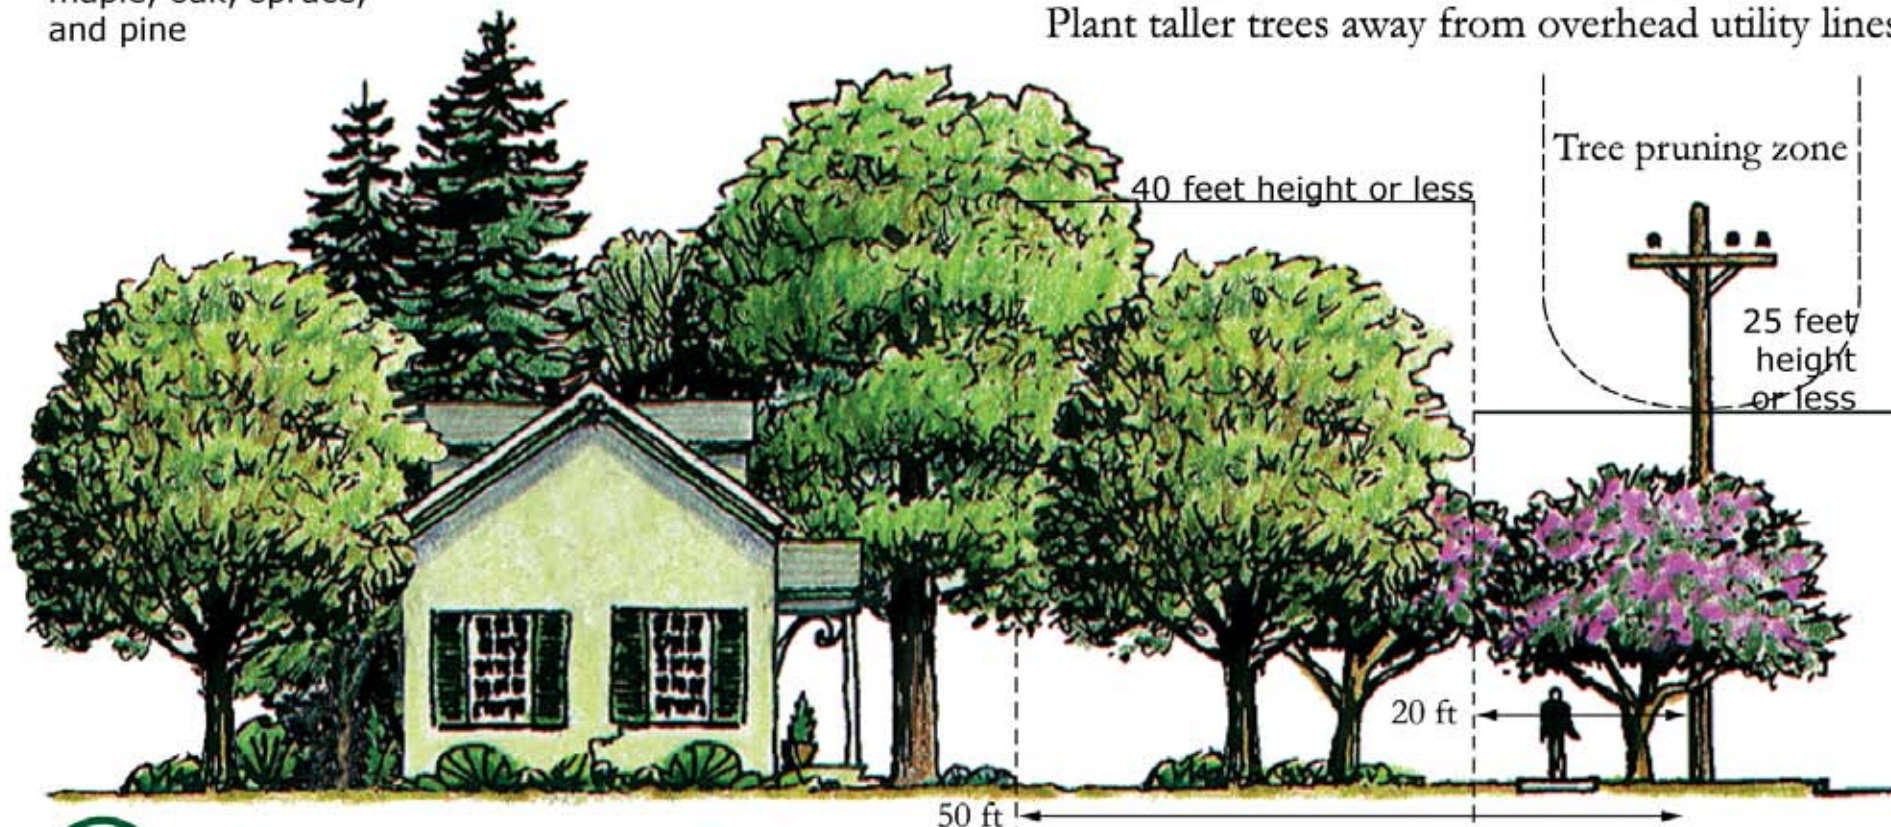 and pine
Plant taller trees away from overhead utility lines
Tree pruning zone
40 feet height or less
25 feet
height
or less
20 ft
50 ft